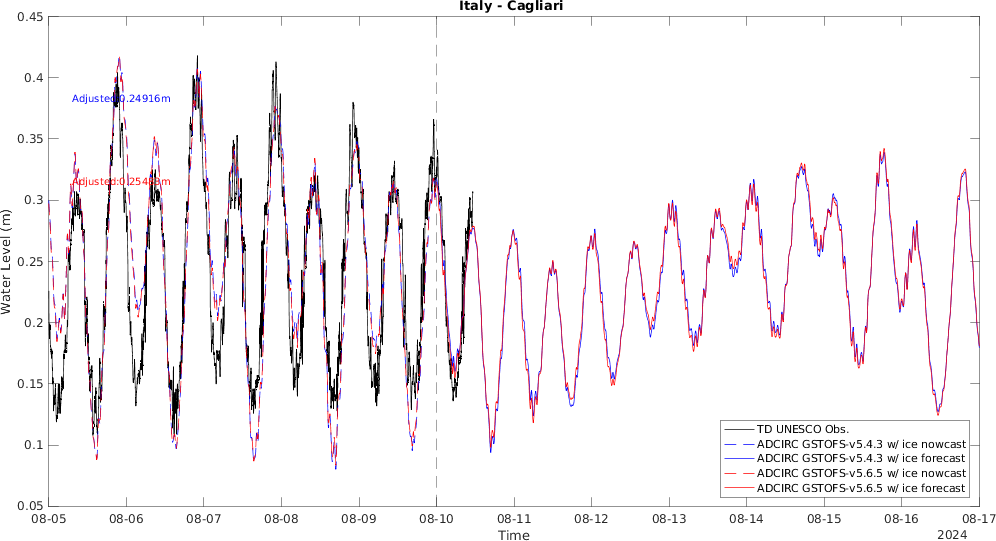 Italy - Cagliari
0.45
0.4
0.35
0.3
0.25
0.2
0.15
0.1
0.05
Water Level (m)
Adjusted:0.24916m
TD UNESCO Obs.
ADCIRC GSTOFS-v5.4.3 w/ ice nowcast
ADCIRC GSTOFS-v5.4.3 w/ ice forecast
ADCIRC GSTOFS-v5.6.5 w/ ice nowcast
ADCIRC GSTOFS-v5.6.5 w/ ice forecast
08-05 08-06 08-07 08-08 08-09 08-10 08-11 08-12 08-13 08-14 08-15 08-16 08-17
Time
2024